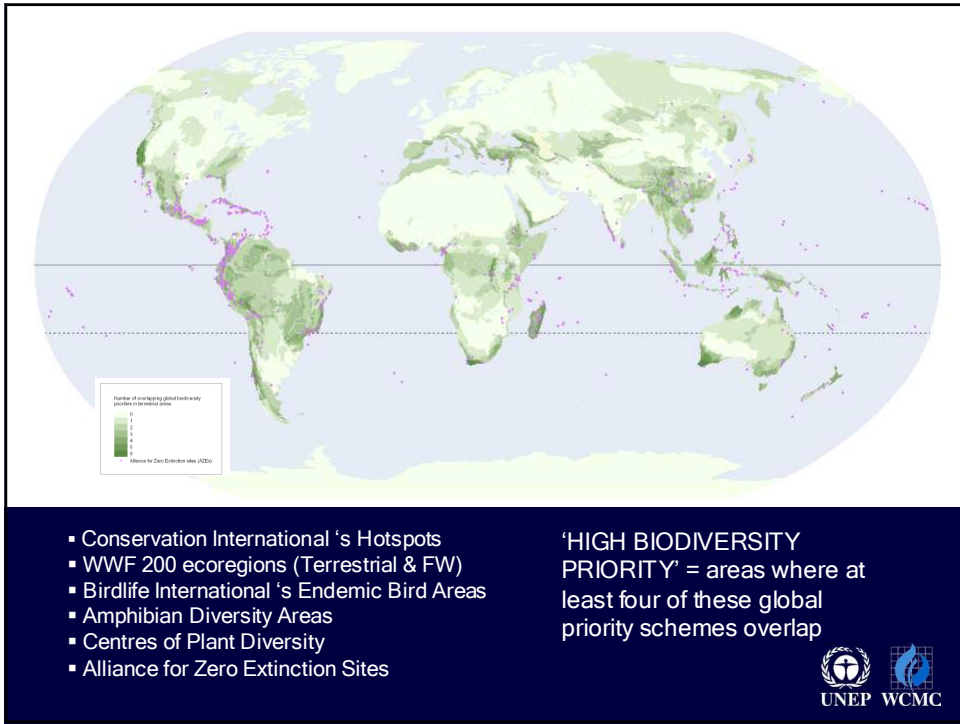 Number of overlapping global biodiversity
priorities in terrestrial areas
0
1
2
3
4
5
6
Alliance for Zero Extinction sites (AZEs)
▪ Conservation International ‘s Hotspots
▪ WWF 200 ecoregions (Terrestrial & FW)
▪ Birdlife International ‘s Endemic Bird Areas
▪ Amphibian Diversity Areas
▪ Centres of Plant Diversity
▪ Alliance for Zero Extinction Sites
‘HIGH BIODIVERSITY
PRIORITY’ = areas where at
least four of these global
priority schemes overlap
UNEP WCMC